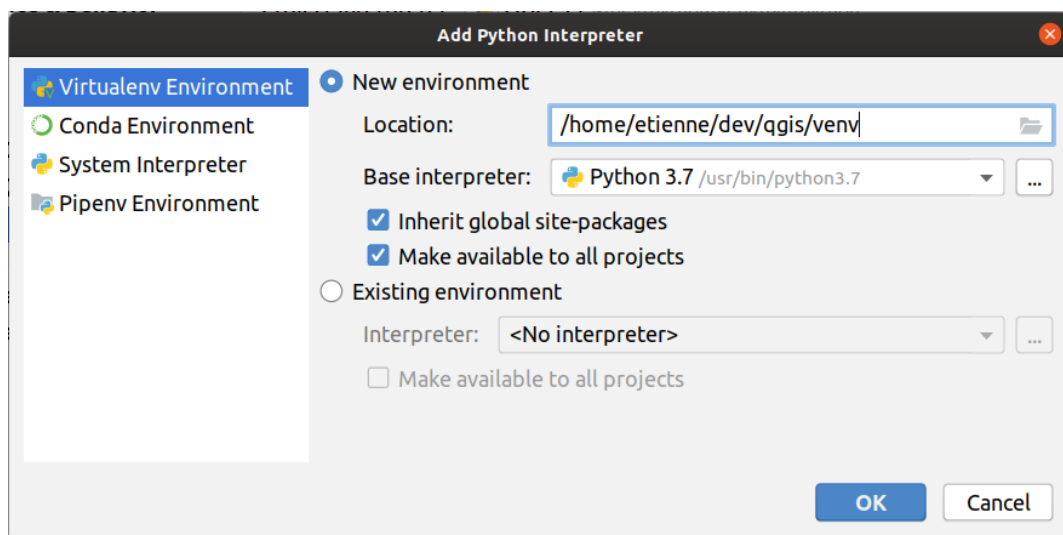 Add Python Interpreter
Virtualenv Environment
Conda Environment
System Interpreter
Pipenv Environment
New environment
Location: /home/etienne/dev/qgis/venv
Base interpreter: Python 3.7 /usr/bin/python3.7 ...
Inherit global site-packages
Make available to all projects
Existing environment
Interpreter: <No interpreter> ...
Make available to all projects
OK Cancel